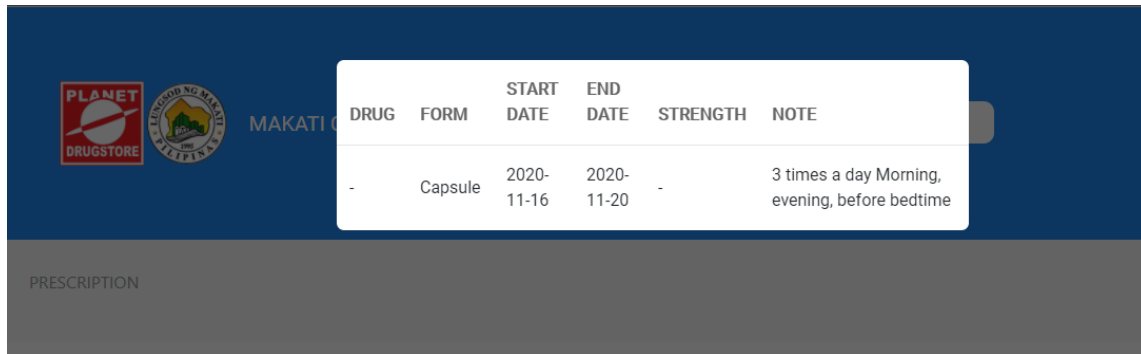 PLANET
DRUGSTORE
LUNGSOD NG MAKATI
PILIPINAS
MAKATI
DRUG FORM START DATE END DATE STRENGTH NOTE
- Capsule 2020-11-16 2020-11-20 - 3 times a day Morning,
evening, before bedtime
PRESCRIPTION